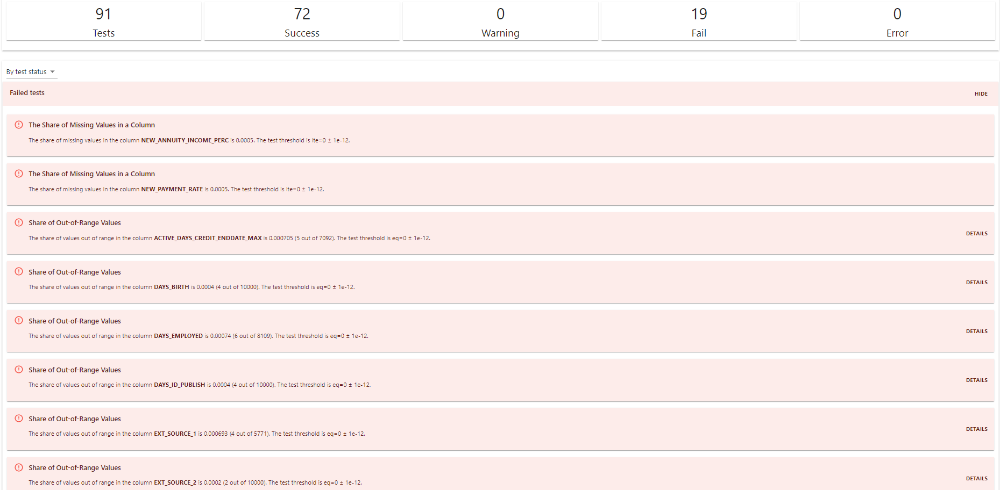 91
Tests
72
Success
0
Warning
19
Fail
0
Error
By test status
Failed tests
HIDE
The Share of Missing Values in a Column
The share of missing values in the column NEW_ANNUITY_INCOME_PERC is 0.0005. The test threshold is lte=0 ± 1e-12.
The Share of Missing Values in a Column
The share of missing values in the column NEW_PAYMENT_RATE is 0.0005. The test threshold is lte=0 ± 1e-12.
Share of Out-of-Range Values
The share of values out of range in the column ACTIVE_DAYS_CREDIT_ENDDATE_MAX is 0.000705 (5 out of 7092). The test threshold is eq=0 ± 1e-12.
DETAILS
Share of Out-of-Range Values
The share of values out of range in the column DAYS_BIRTH is 0.0004 (4 out of 10000). The test threshold is eq=0 ± 1e-12.
DETAILS
Share of Out-of-Range Values
The share of values out of range in the column DAYS_EMPLOYED is 0.00074 (6 out of 8109). The test threshold is eq=0 ± 1e-12.
DETAILS
Share of Out-of-Range Values
The share of values out of range in the column DAYS_ID_PUBLISH is 0.0004 (4 out of 10000). The test threshold is eq=0 ± 1e-12.
DETAILS
Share of Out-of-Range Values
The share of values out of range in the column EXT_SOURCE_1 is 0.000693 (4 out of 5771). The test threshold is eq=0 ± 1e-12.
DETAILS
Share of Out-of-Range Values
The share of values out of range in the column EXT_SOURCE_2 is 0.0002 (2 out of 10000). The test threshold is eq=0 ± 1e-12.
DETAILS